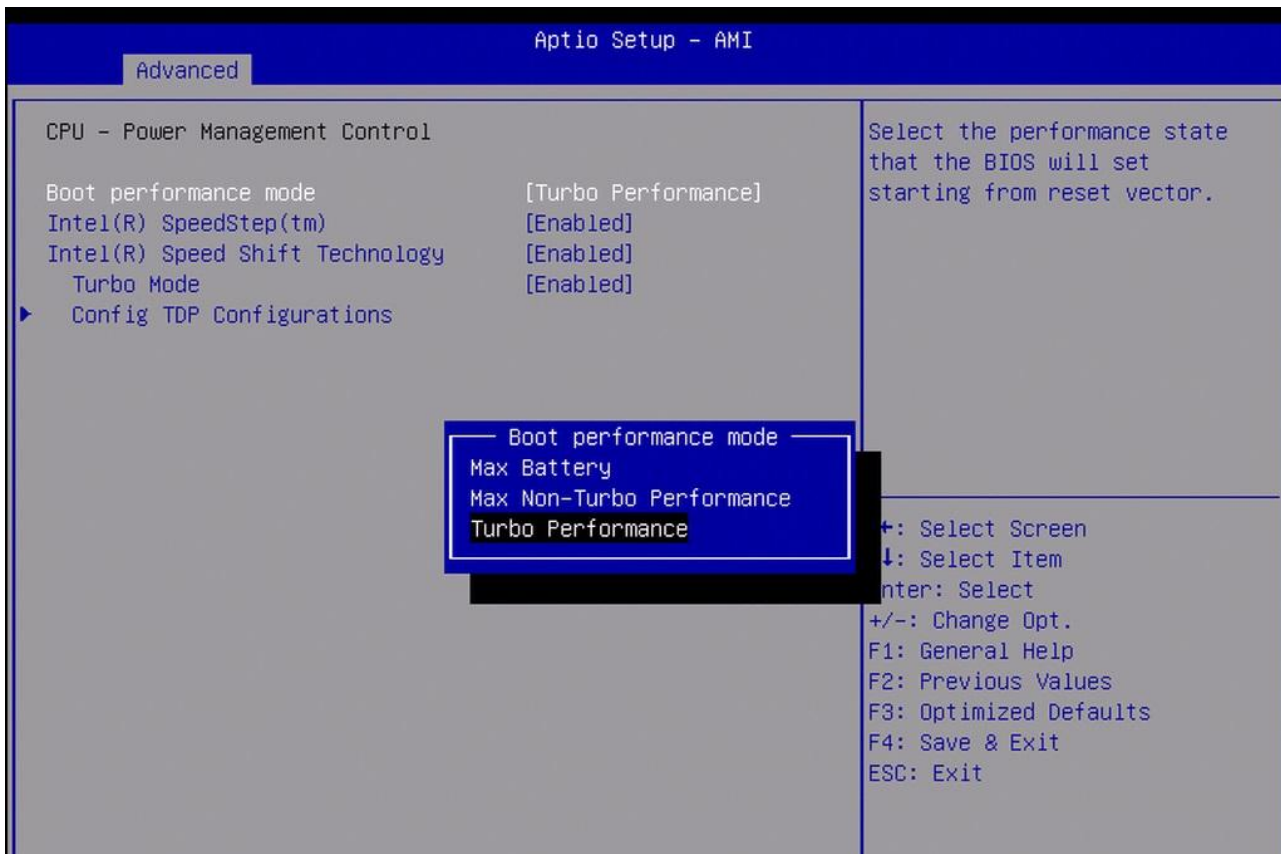 Aptio Setup – AMI
Advanced
CPU – Power Management Control
Boot performance mode [Turbo Performance]
Intel(R) SpeedStep(tm) [Enabled]
Intel(R) Speed Shift Technology [Enabled]
Turbo Mode [Enabled]
Config TDP Configurations
Boot performance mode
Max Battery
Max Non-Turbo Performance
Turbo Performance
Select the performance state
that the BIOS will set
starting from reset vector.
: Select Screen
: Select Item
nter: Select
+/-: Change Opt.
F1: General Help
F2: Previous Values
F3: Optimized Defaults
F4: Save & Exit
ESC: Exit